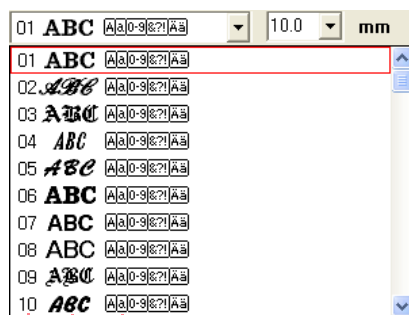 01 ABC Aa 0-9 &?! Ää 10.0 mm
01 ABC Aa 0-9 &?! Ää
02 ABC Aa 0-9 &?! Ää
03 ABC Aa 0-9 &?! Ää
04 ABC Aa 0-9 &?! Ää
05 ABC Aa 0-9 &?! Ää
06 ABC Aa 0-9 &?! Ää
07 ABC Aa 0-9 &?! Ää
08 ABC Aa 0-9 &?! Ää
09 ABC Aa 0-9 &?! Ää
10 ABC Aa 0-9 &?! Ää